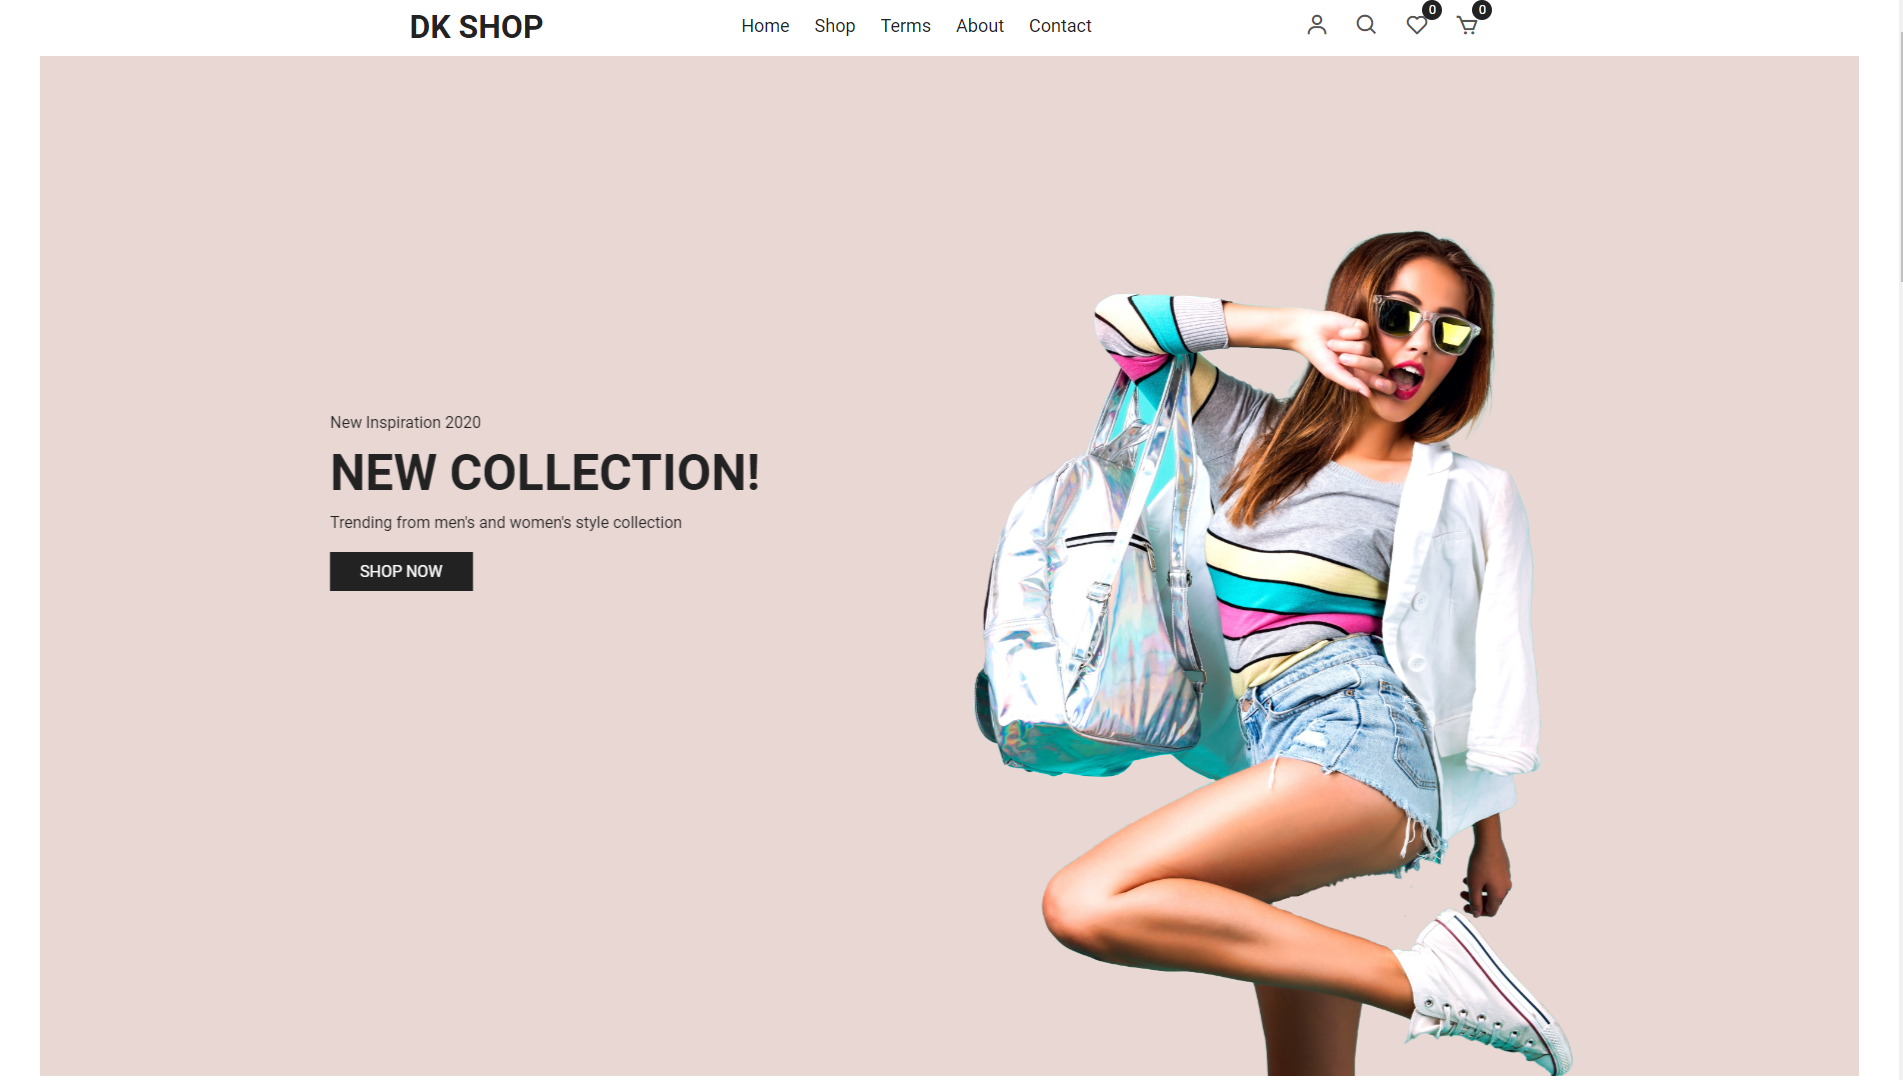 DK SHOP
Home Shop Terms About Contact
0 0
New Inspiration 2020
NEW COLLECTION!
Trending from men's and women's style collection
SHOP NOW